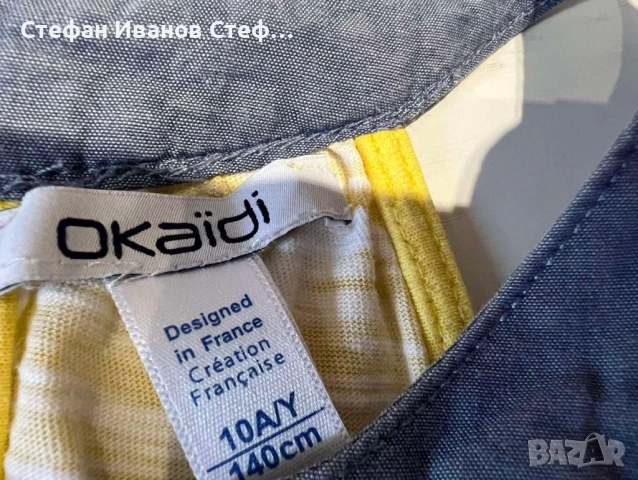 Стефан Иванов Стеф...
Okaïdi
Designed
in France
Création
Française
10A/Y
140cm
BAZAR